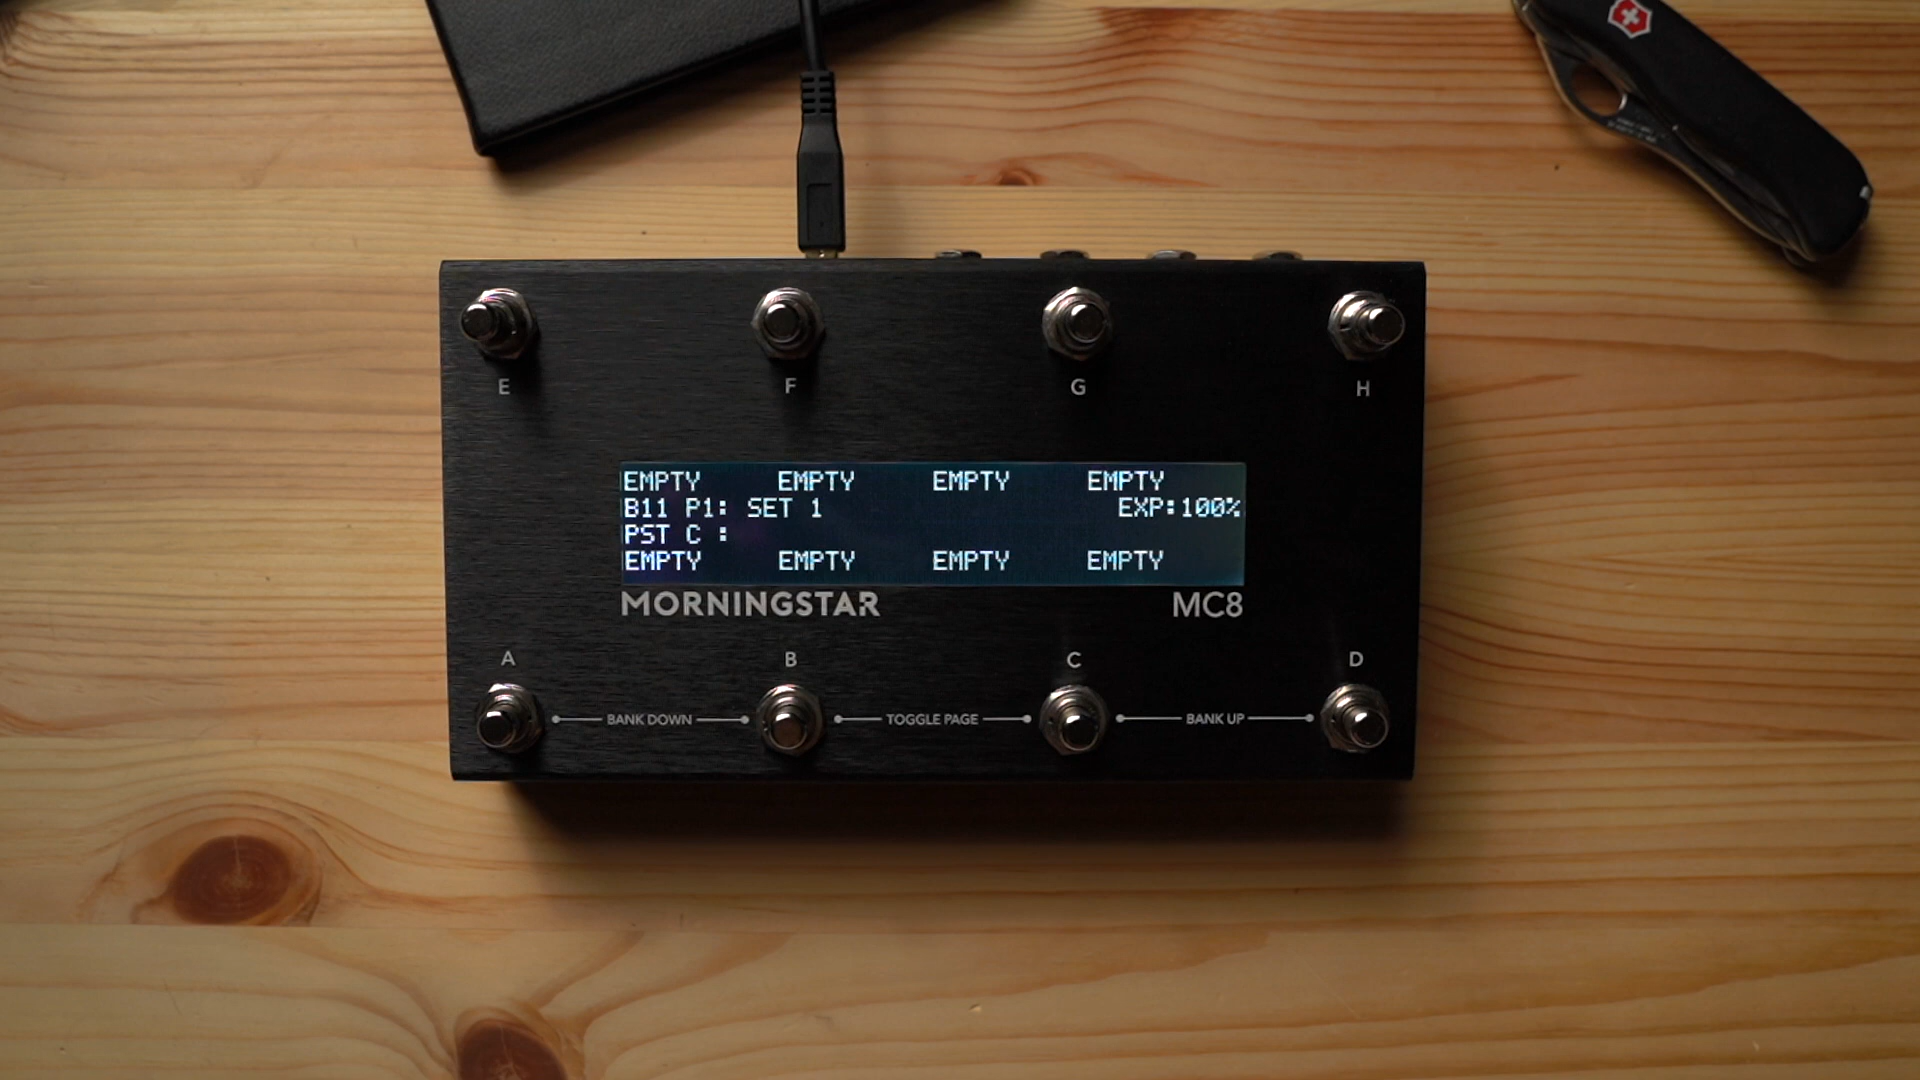 E F G H
EMPTY EMPTY EMPTY EMPTY
B11 P1: SET 1 EXP:100%
PST C :
EMPTY EMPTY EMPTY EMPTY
MORNINGSTAR MC8
A B C D
BANK DOWN TOGGLE PAGE BANK UP